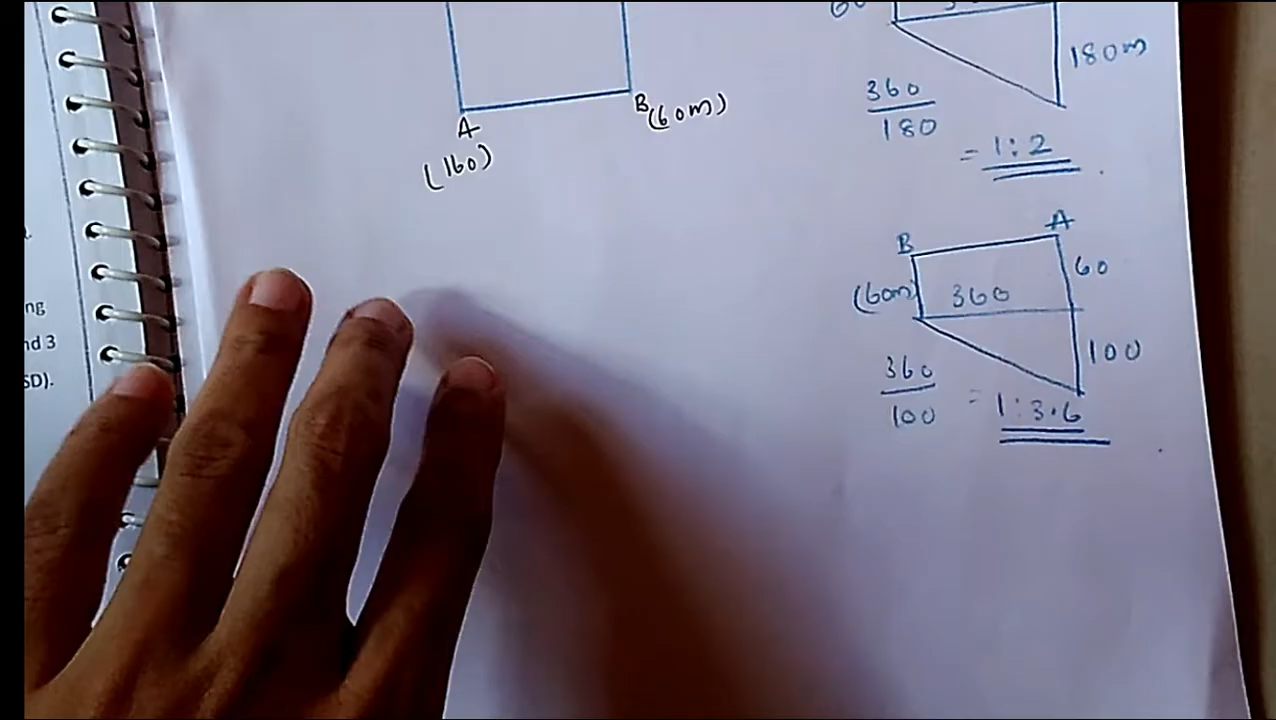 ng
nd 3
SD).
A
(160)
B
(60m)
180m
360
180
= 1:2
B
A
(60m)
360
60
100
360
100
= 1:3.6